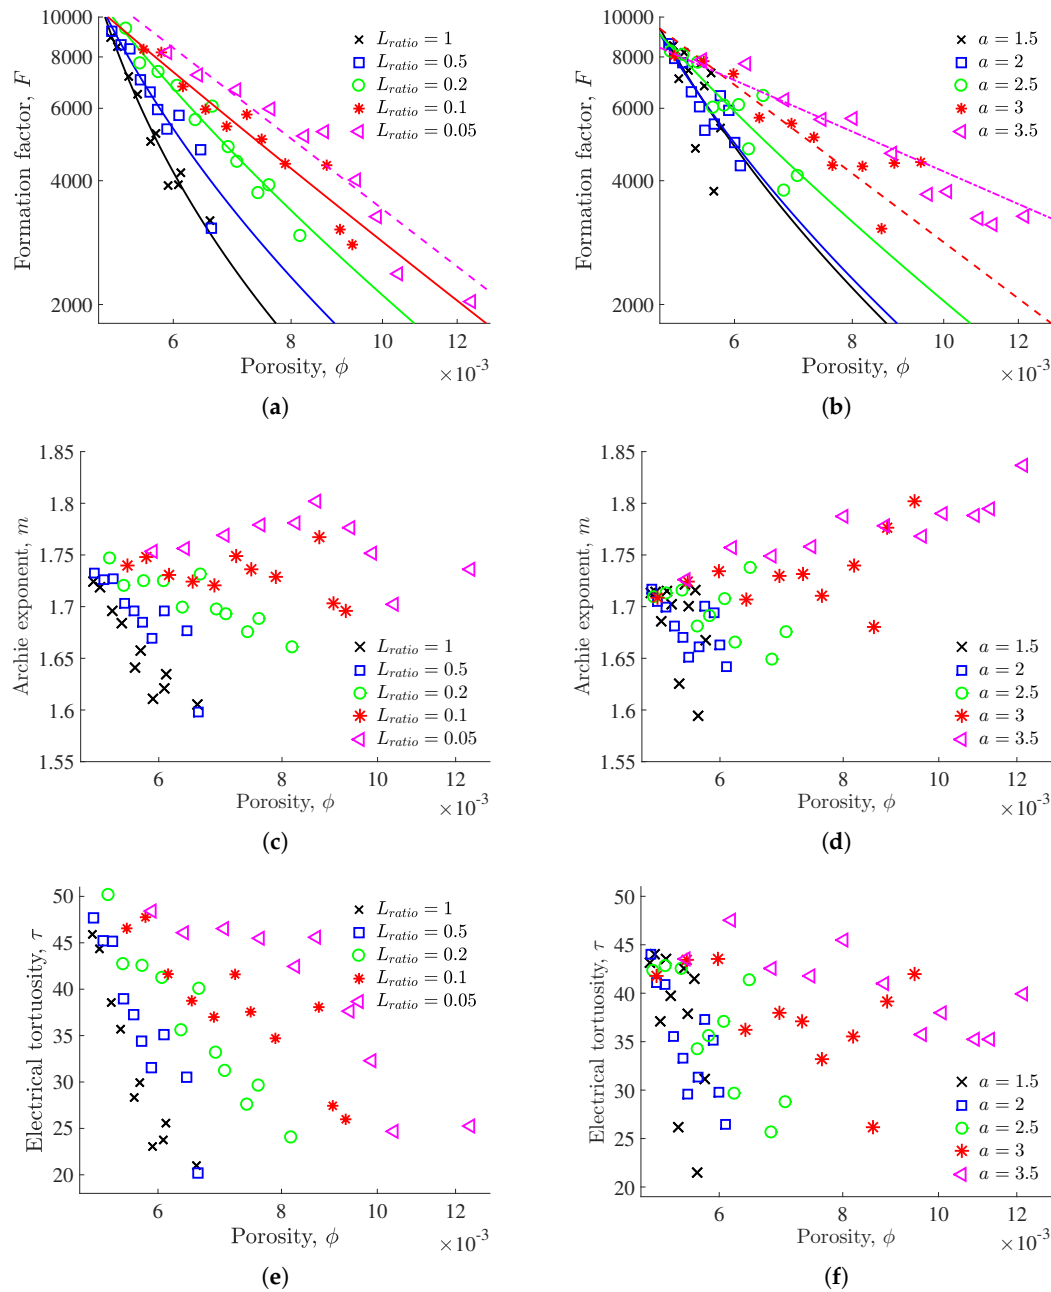 10000
8000
6000
4000
2000
Formation factor, F
L_ratio = 1
L_ratio = 0.5
L_ratio = 0.2
L_ratio = 0.1
L_ratio = 0.05
6
8
10
12
Porosity, ϕ
×10-3
(a)
10000
8000
6000
4000
2000
Formation factor, F
a = 1.5
a = 2
a = 2.5
a = 3
a = 3.5
6
8
10
12
Porosity, ϕ
×10-3
(b)
1.85
1.8
1.75
1.7
1.65
1.6
1.55
Archie exponent, m
L_ratio = 1
L_ratio = 0.5
L_ratio = 0.2
L_ratio = 0.1
L_ratio = 0.05
6
8
10
12
Porosity, ϕ
×10-3
(c)
1.85
1.8
1.75
1.7
1.65
1.6
1.55
Archie exponent, m
a = 1.5
a = 2
a = 2.5
a = 3
a = 3.5
6
8
10
12
Porosity, ϕ
×10-3
(d)
50
45
40
35
30
25
20
Electrical tortuosity, τ
L_ratio = 1
L_ratio = 0.5
L_ratio = 0.2
L_ratio = 0.1
L_ratio = 0.05
6
8
10
12
Porosity, ϕ
×10-3
(e)
50
45
40
35
30
25
20
Electrical tortuosity, τ
a = 1.5
a = 2
a = 2.5
a = 3
a = 3.5
6
8
10
12
Porosity, ϕ
×10-3
(f)